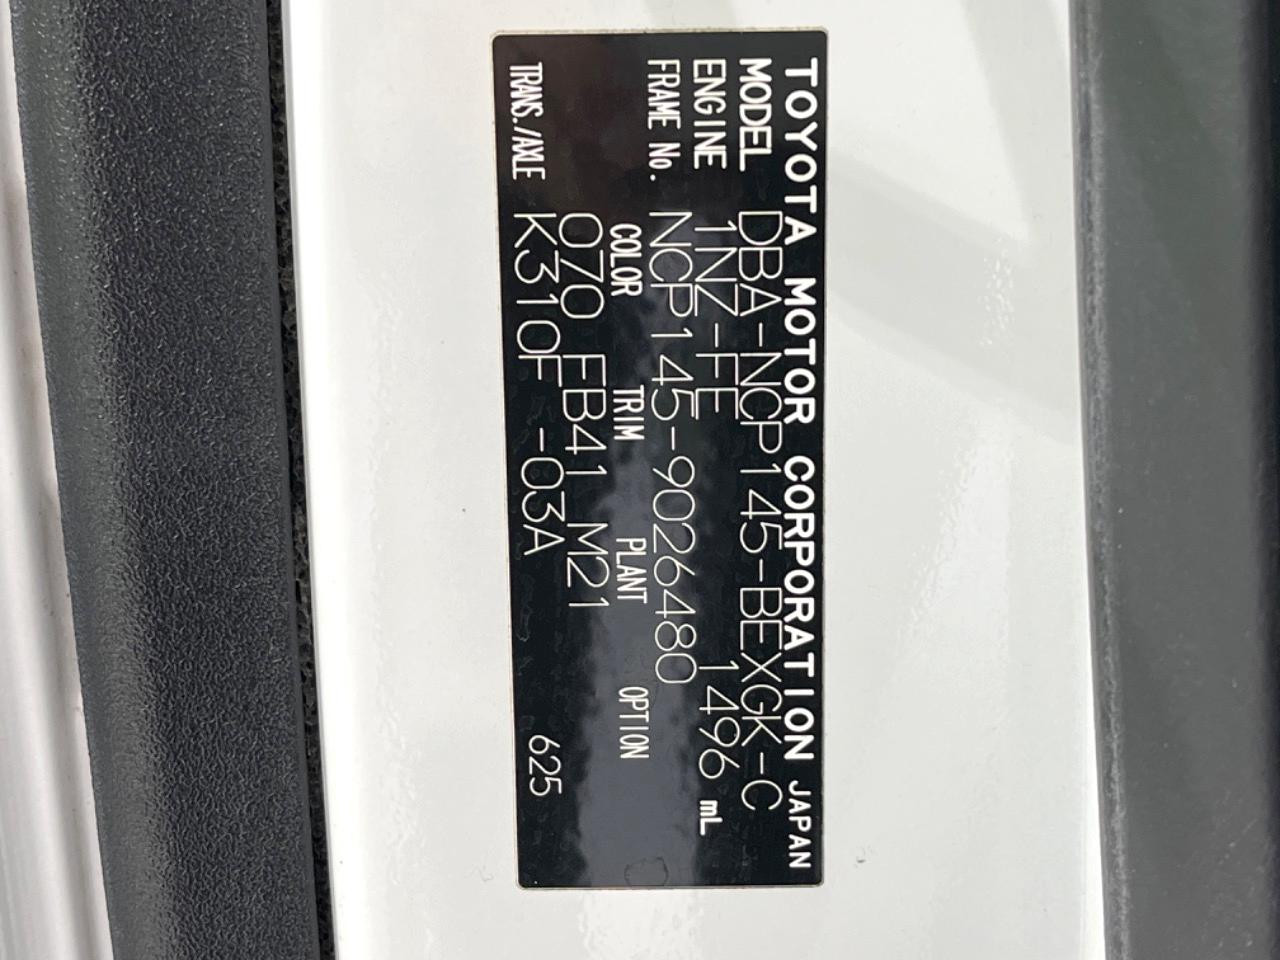 TOYOTA MOTOR CORPORATION JAPAN
MODEL DBA-NCP145-BEXGK-C
ENGINE 1NZ-FE 1496 mL
FRAME No. NCP145-9026480
COLOR TRIM PLANT OPTION
070 FB41 M21
TRANS./AXLE K310F -03A 625